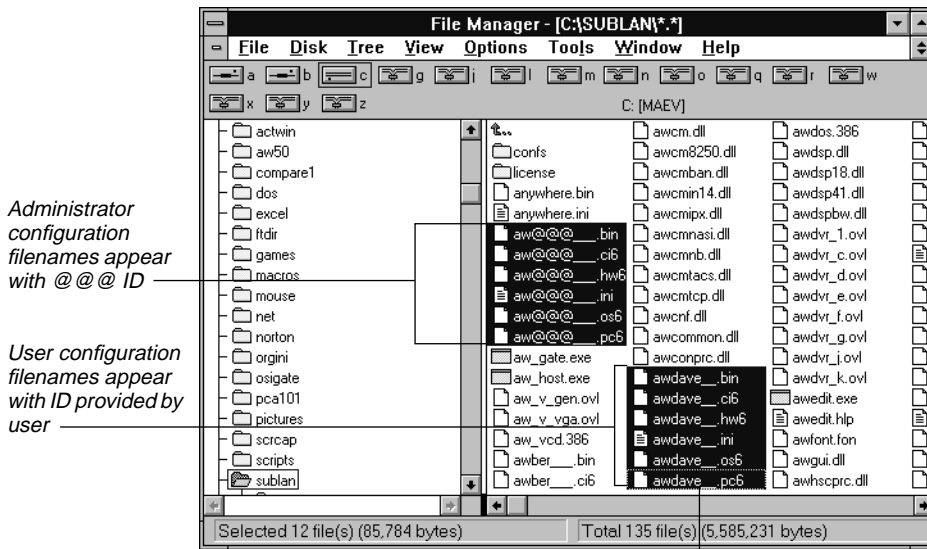 File Manager - [C:\SUBLAN\*.*]
File Disk Tree View Options Tools Window Help
a b c g j l m n o q r w
x y z C: [MAEV]
actwin
aw50
compare1
dos
excel
ftdir
games
macros
mouse
net
norton
orgini
osigate
pca101
pictures
scrcap
scripts
sublan
confs
license
anywhere.bin
anywhere.ini
aw@@@___.bin
aw@@@___.ci6
aw@@@___.hw6
aw@@@___.ini
aw@@@___.os6
aw@@@___.pc6
aw_gate.exe
aw_host.exe
aw_v_gen.ovl
aw_v_vga.ovl
aw_vcd.386
awber___.bin
awber___.ci6
awcm.dll
awcm8250.dll
awcmban.dll
awcmin14.dll
awcmipx.dll
awcmnasi.dll
awcmnb.dll
awcmtacs.dll
awcmtcp.dll
awcnf.dll
awcommon.dll
awconprc.dll
awdave__.bin
awdave__.ci6
awdave__.hw6
awdave__.ini
awdave__.os6
awdave__.pc6
awdos.386
awdsp.dll
awdsp18.dll
awdsp41.dll
awdspbw.dll
awdvr_1.ovl
awdvr_c.ovl
awdvr_d.ovl
awdvr_e.ovl
awdvr_f.ovl
awdvr_g.ovl
awdvr_j.ovl
awdvr_k.ovl
awedit.exe
awedit.hlp
awfont.fon
awgui.dll
awhscprc.dll
Selected 12 file(s) (85,784 bytes)
Total 135 file(s) (5,585,231 bytes)
Administrator
configuration
filenames appear
with @@@ ID
User configuration
filenames appear
with ID provided by
user